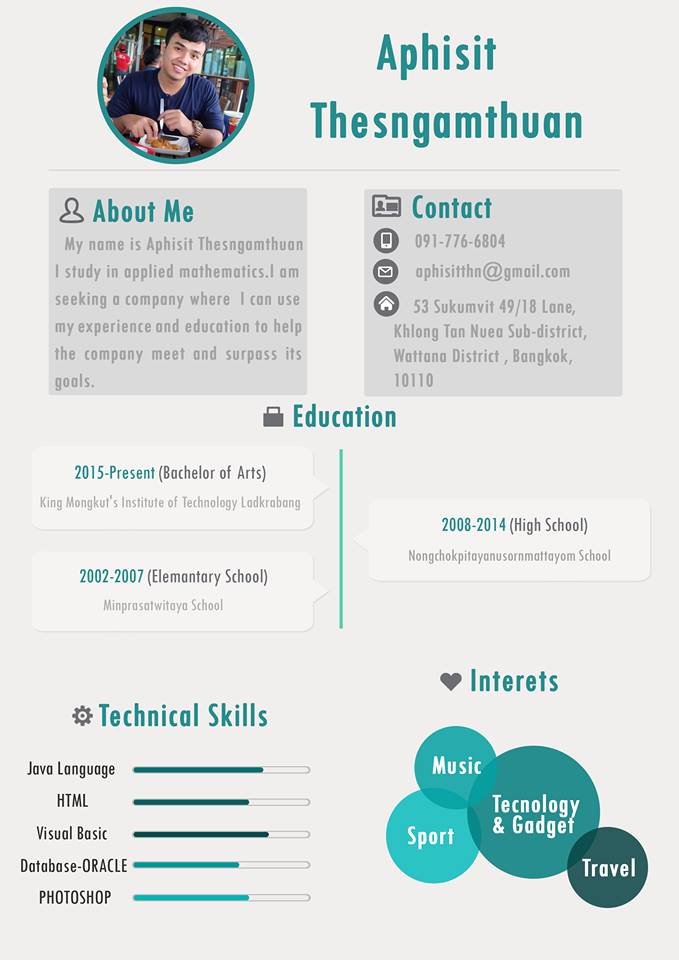 Aphisit
Thesngamthuan
About Me
My name is Aphisit Thesngamthuan
I study in applied mathematics.I am
seeking a company where I can use
my experience and education to help
the company meet and surpass its
goals.
Contact
091-776-6804
aphisitthn@gmail.com
53 Sukumvit 49/18 Lane,
Khlong Tan Nuea Sub-district,
Wattana District , Bangkok,
10110
Education
2015-Present (Bachelor of Arts)
King Mongkut's Institute of Technology Ladkrabang
2008-2014 (High School)
Nongchokpitayanusornmattayom School
2002-2007 (Elemantary School)
Minprasatwitaya School
Technical Skills
Java Language
HTML
Visual Basic
Database-ORACLE
PHOTOSHOP
Interets
Music
Tecnology
& Gadget
Sport
Travel